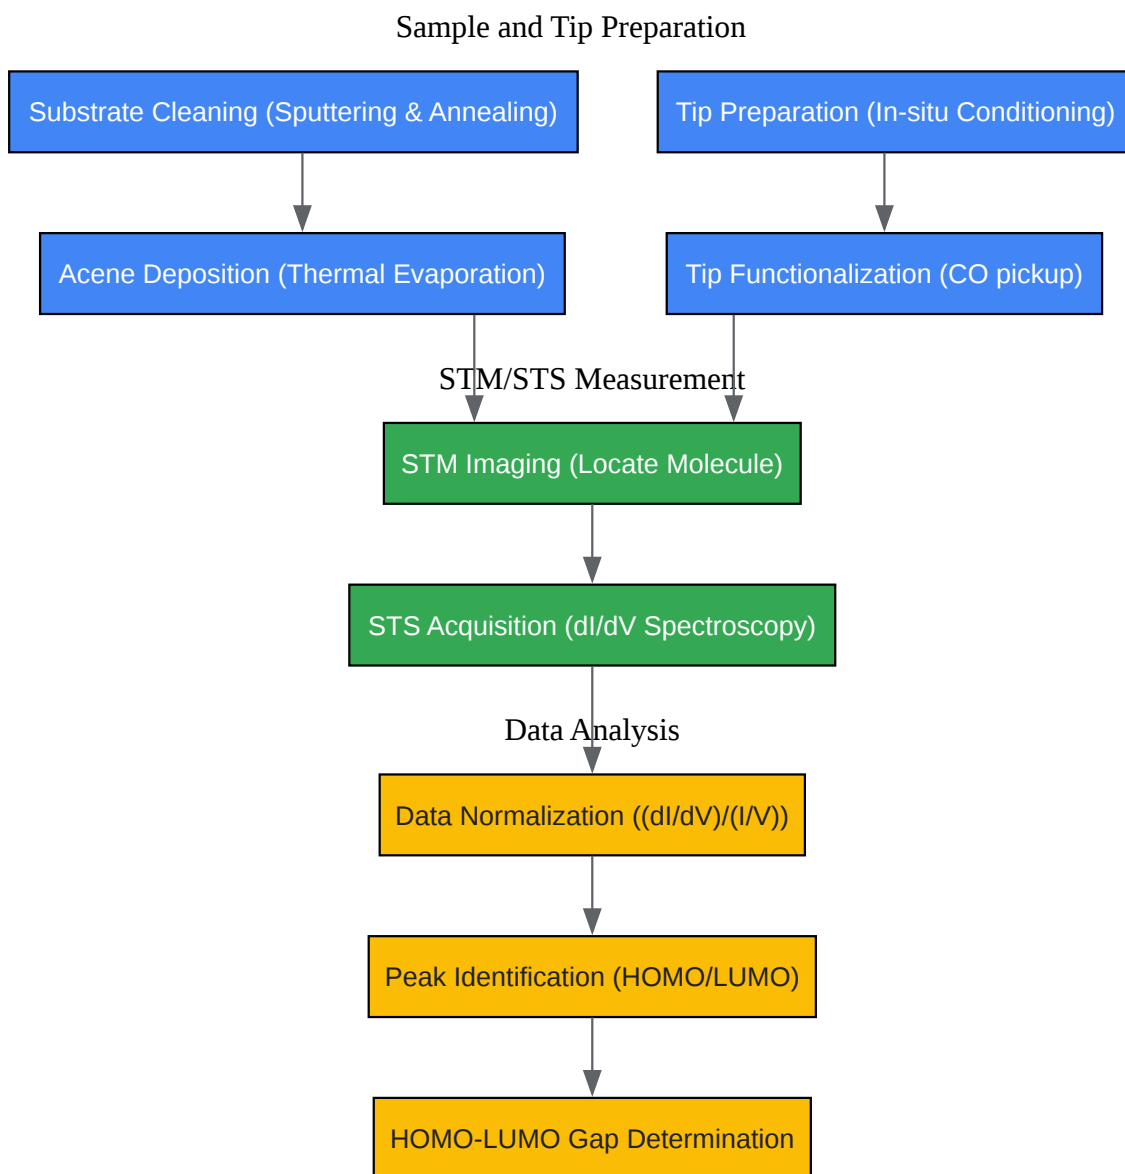 Sample and Tip Preparation
Substrate Cleaning (Sputtering & Annealing)
Tip Preparation (In-situ Conditioning)
Acene Deposition (Thermal Evaporation)
Tip Functionalization (CO pickup)
STM/STS Measurement
STM Imaging (Locate Molecule)
STS Acquisition (dI/dV Spectroscopy)
Data Analysis
Data Normalization ((dI/dV)/(I/V))
Peak Identification (HOMO/LUMO)
HOMO-LUMO Gap Determination